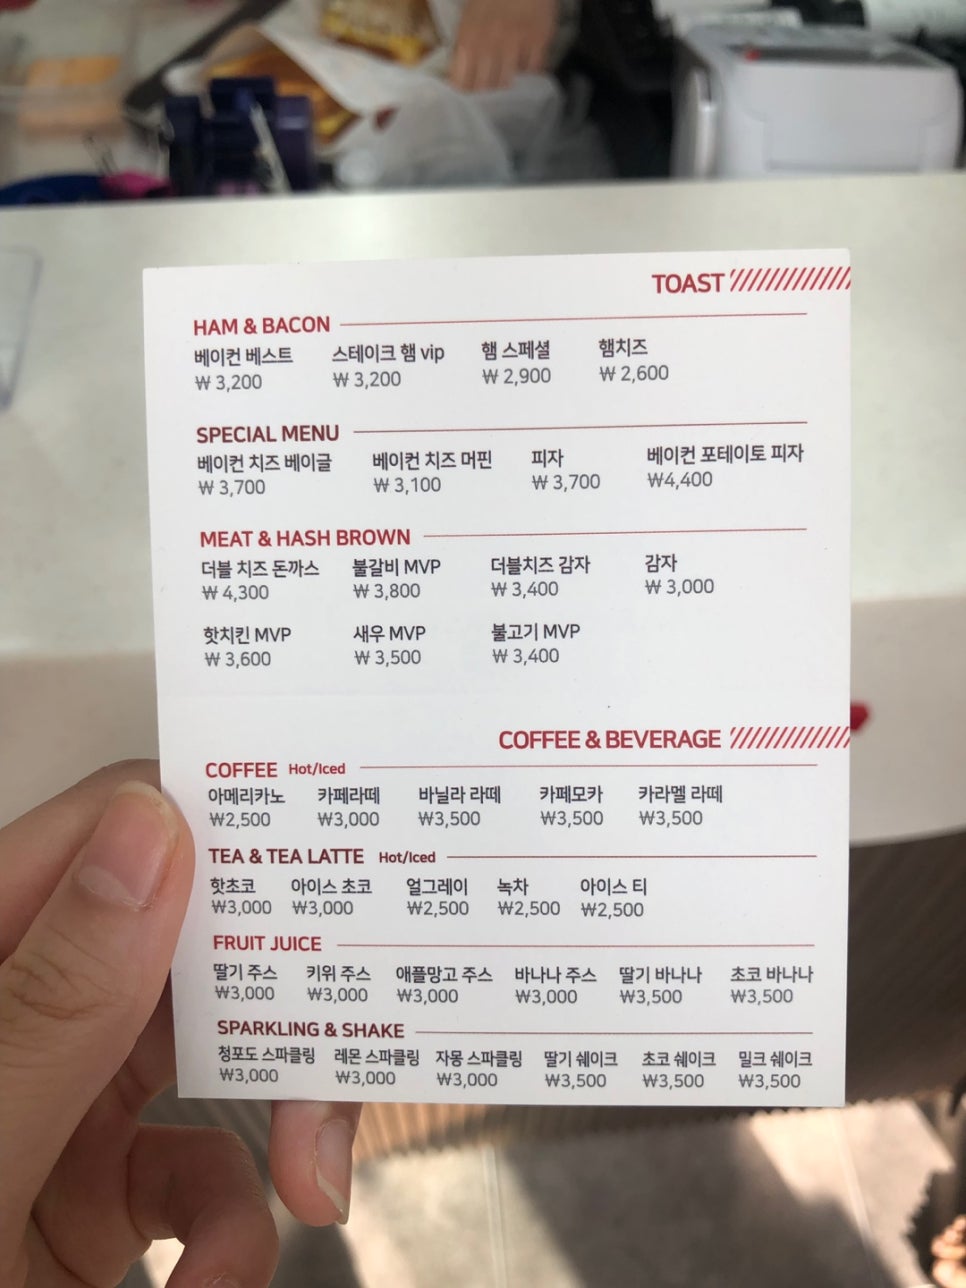 TOAST
HAM & BACON
베이컨 베스트 스테이크 햄 vip 햄 스페셜 햄치즈
₩ 3,200 ₩ 3,200 ₩ 2,900 ₩ 2,600
SPECIAL MENU
베이컨 치즈 베이글 베이컨 치즈 머핀 피자 베이컨 포테이토 피자
₩ 3,700 ₩ 3,100 ₩ 3,700 ₩4,400
MEAT & HASH BROWN
더블 치즈 돈까스 불갈비 MVP 더블치즈 감자 감자
₩ 4,300 ₩ 3,800 ₩ 3,400 ₩ 3,000
핫치킨 MVP 새우 MVP 불고기 MVP
₩ 3,600 ₩ 3,500 ₩ 3,400
COFFEE & BEVERAGE
COFFEE Hot/Iced
아메리카노 카페라떼 바닐라 라떼 카페모카 카라멜 라떼
₩2,500 ₩3,000 ₩3,500 ₩3,500 ₩3,500
TEA & TEA LATTE Hot/Iced
핫초코 아이스 초코 얼그레이 녹차 아이스 티
₩3,000 ₩3,000 ₩2,500 ₩2,500 ₩2,500
FRUIT JUICE
딸기 주스 키위 주스 애플망고 주스 바나나 주스 딸기 바나나 초코 바나나
₩3,000 ₩3,000 ₩3,000 ₩3,000 ₩3,500 ₩3,500
SPARKLING & SHAKE
청포도 스파클링 레몬 스파클링 자몽 스파클링 딸기 쉐이크 초코 쉐이크 밀크 쉐이크
₩3,000 ₩3,000 ₩3,000 ₩3,500 ₩3,500 ₩3,500